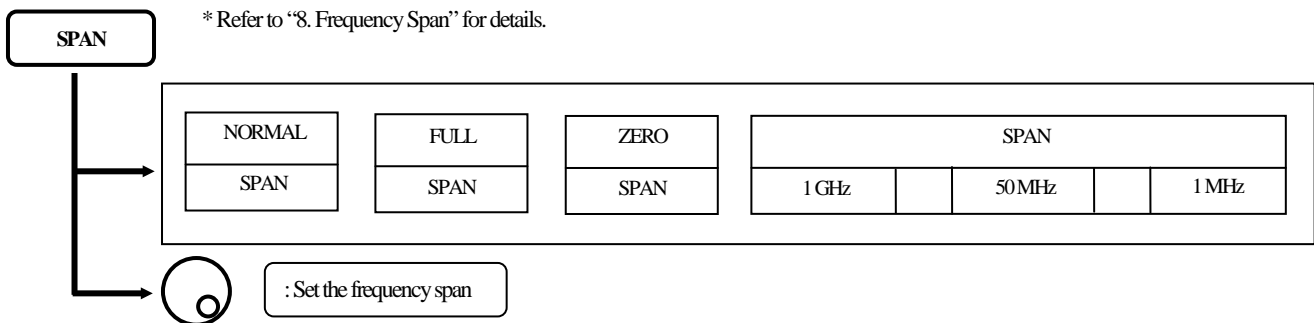 * Refer to “8. Frequency Span” for details.
SPAN
NORMAL FULL ZERO SPAN
SPAN SPAN SPAN 1 GHz 50 MHz 1 MHz
: Set the frequency span